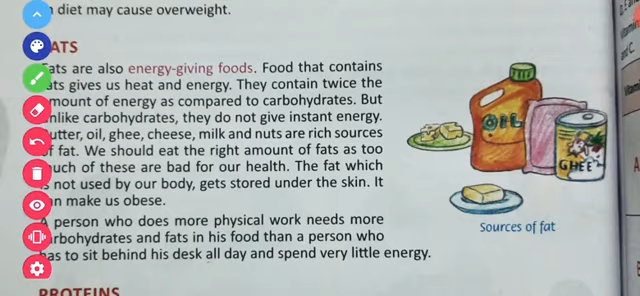 diet may cause overweight.
ATS
ats are also energy-giving foods. Food that contains
ats gives us heat and energy. They contain twice the
mount of energy as compared to carbohydrates. But
nlike carbohydrates, they do not give instant energy.
utter, oil, ghee, cheese, milk and nuts are rich sources
f fat. We should eat the right amount of fats as too
uch of these are bad for our health. The fat which
s not used by our body, gets stored under the skin. It
n make us obese.
A person who does more physical work needs more
rbohydrates and fats in his food than a person who
as to sit behind his desk all day and spend very little energy.
PROTEINS
OIL
GHEE
Sources of fat
and C.